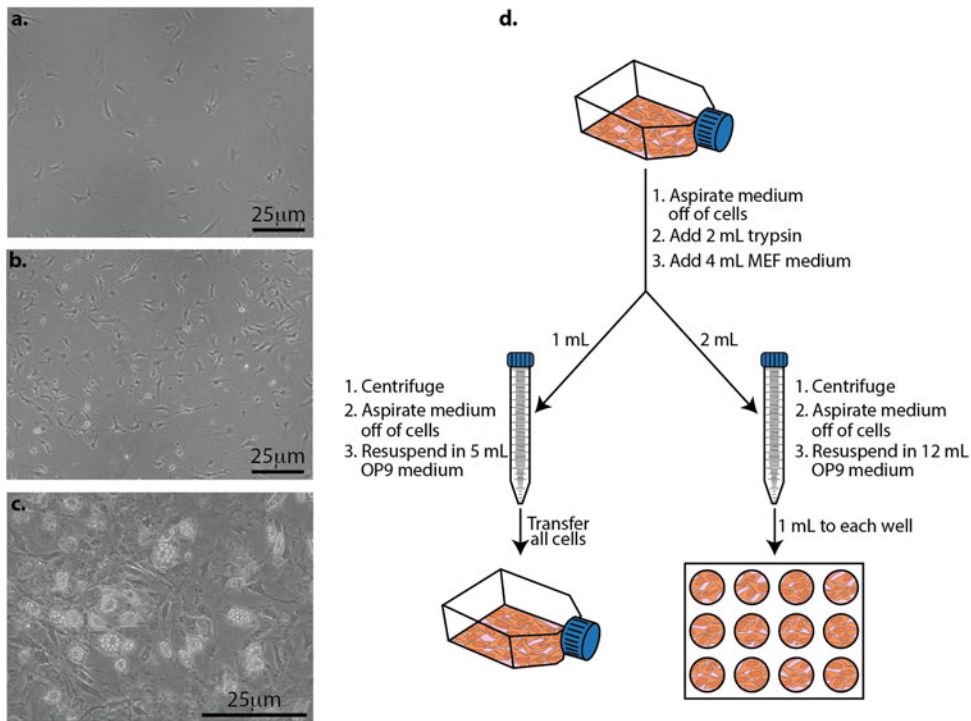 a.
25μm
b.
25μm
c.
25μm
d.
1. Aspirate medium
off of cells
2. Add 2 mL trypsin
3. Add 4 mL MEF medium
1 mL
2 mL
1. Centrifuge
2. Aspirate medium
off of cells
3. Resuspend in 5 mL
OP9 medium
1. Centrifuge
2. Aspirate medium
off of cells
3. Resuspend in 12 mL
OP9 medium
Transfer
all cells
1 mL to each well